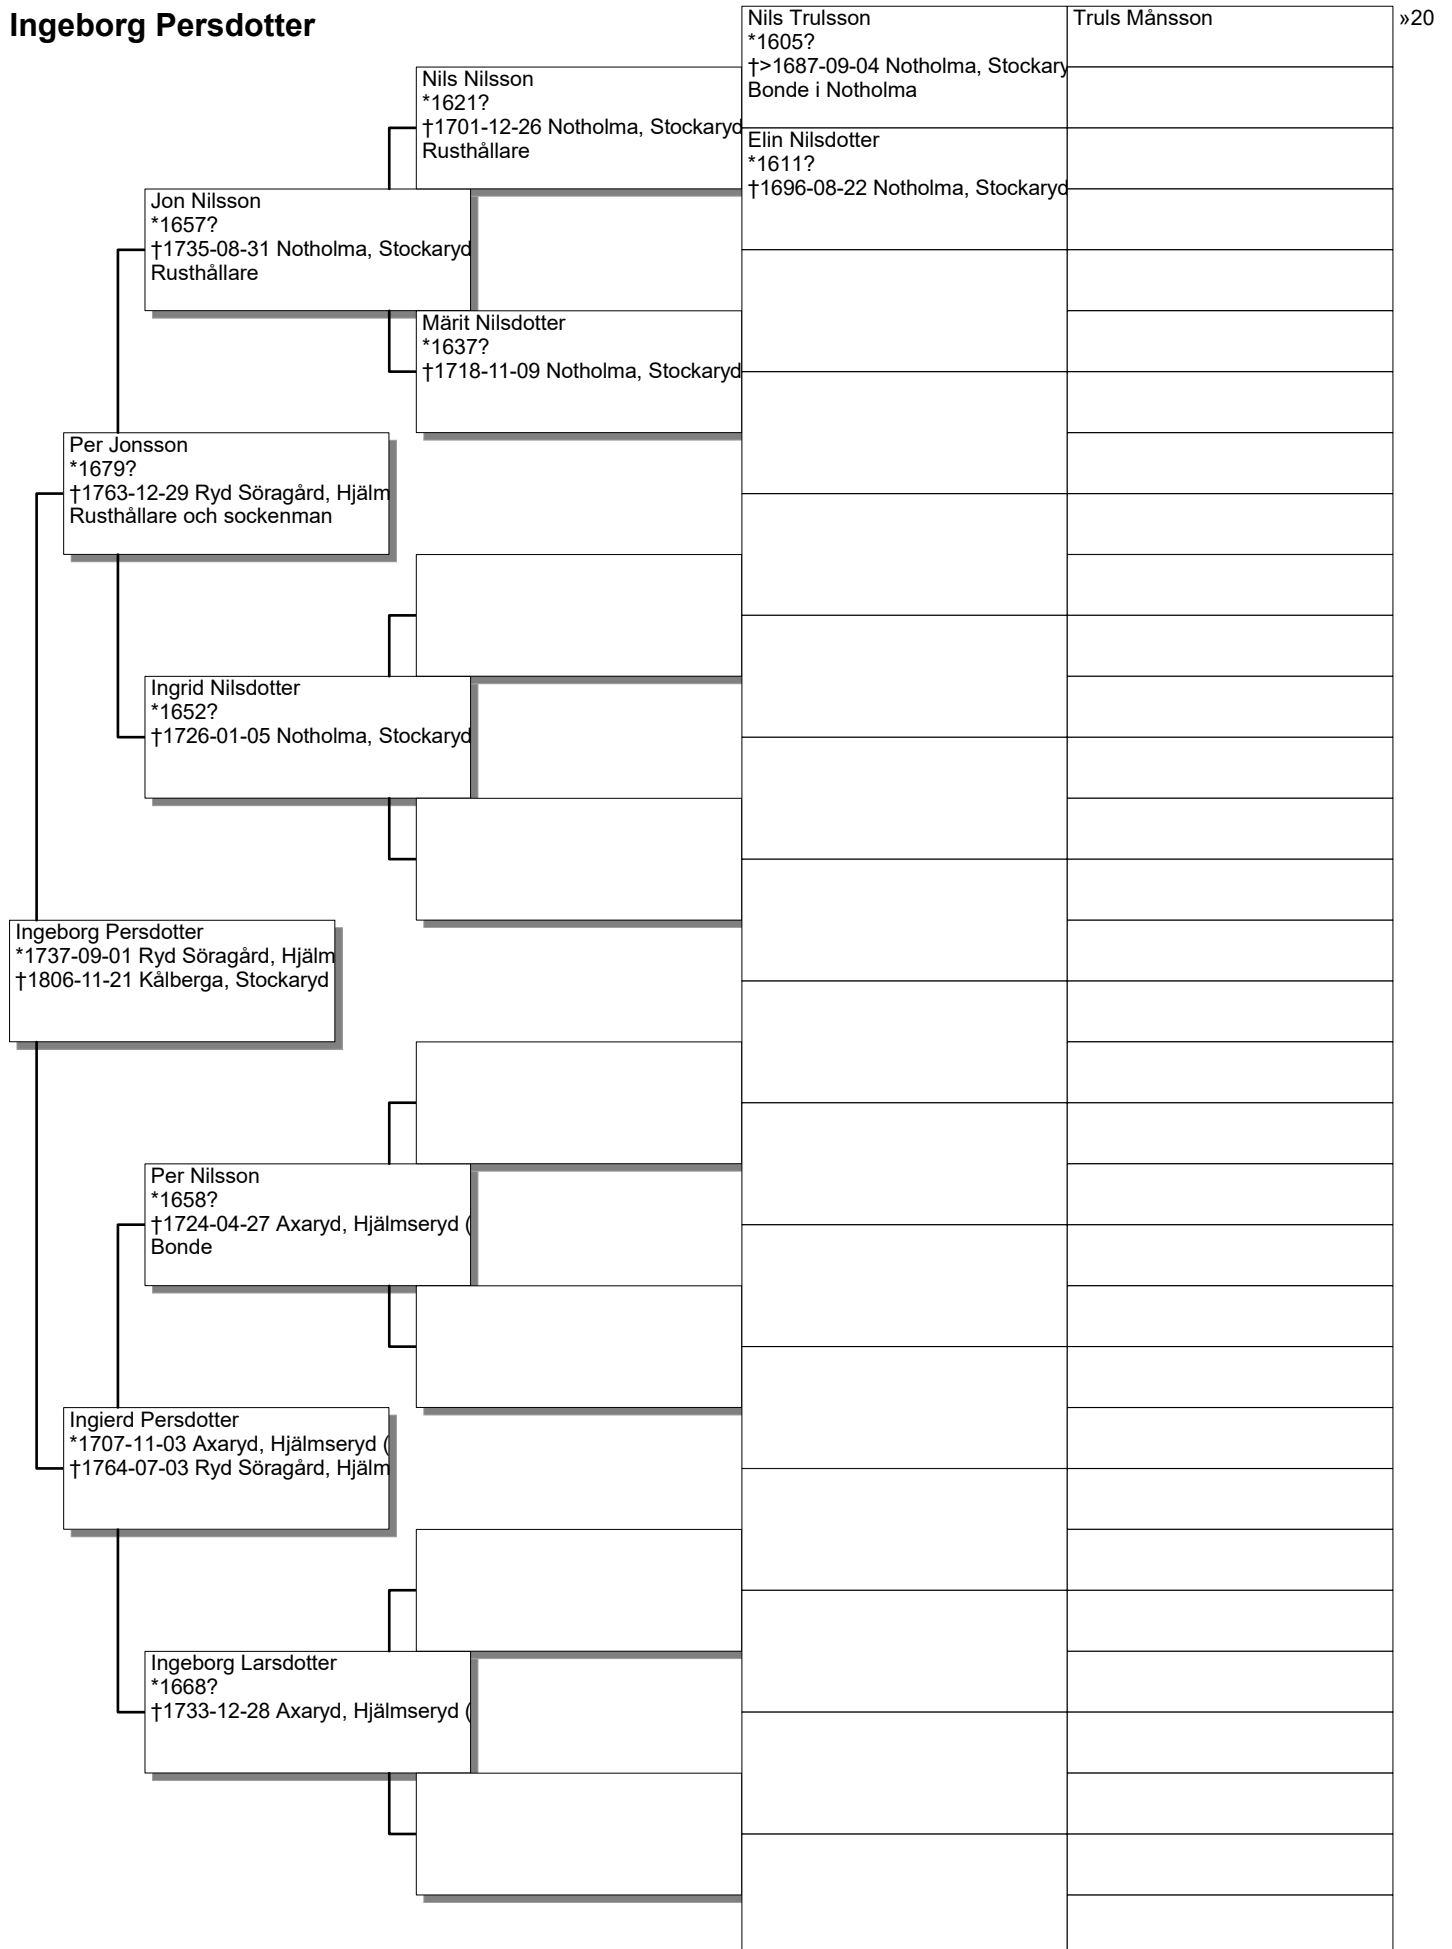 Ingeborg Persdotter
Nils Trulsson
*1605?
†>1687-09-04 Notholma, Stockary
Bonde i Notholma
Truls Månsson
»20
Nils Nilsson
*1621?
†1701-12-26 Notholma, Stockaryd
Rusthållare
Elin Nilsdotter
*1611?
†1696-08-22 Notholma, Stockaryd
Jon Nilsson
*1657?
†1735-08-31 Notholma, Stockaryd
Rusthållare
Märit Nilsdotter
*1637?
†1718-11-09 Notholma, Stockaryd
Per Jonsson
*1679?
†1763-12-29 Ryd Söragård, Hjälm
Rusthållare och sockenman
Ingrid Nilsdotter
*1652?
†1726-01-05 Notholma, Stockaryd
Ingeborg Persdotter
*1737-09-01 Ryd Söragård, Hjälm
†1806-11-21 Kålberga, Stockaryd
Per Nilsson
*1658?
†1724-04-27 Axaryd, Hjälmseryd (
Bonde
Ingierd Persdotter
*1707-11-03 Axaryd, Hjälmseryd (
†1764-07-03 Ryd Söragård, Hjälm
Ingeborg Larsdotter
*1668?
†1733-12-28 Axaryd, Hjälmseryd (